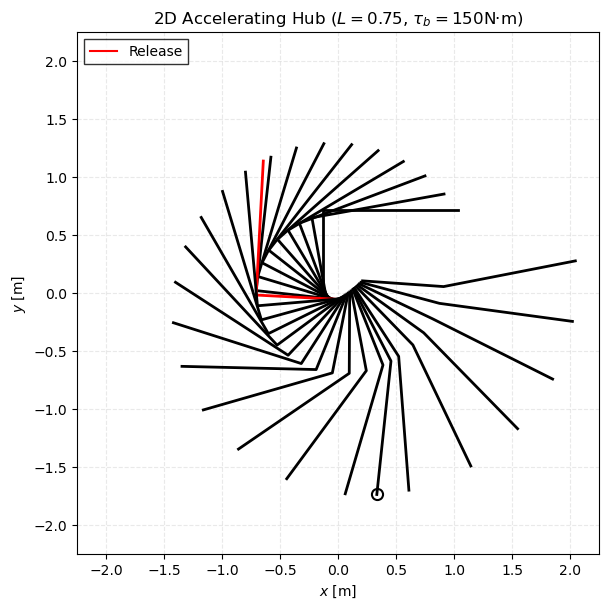 2D Accelerating Hub (L = 0.75, τ_b = 150N·m)
Release
y [m]
2.0
1.5
1.0
0.5
0.0
−0.5
−1.0
−1.5
−2.0
−2.0 −1.5 −1.0 −0.5 0.0 0.5 1.0 1.5 2.0
x [m]